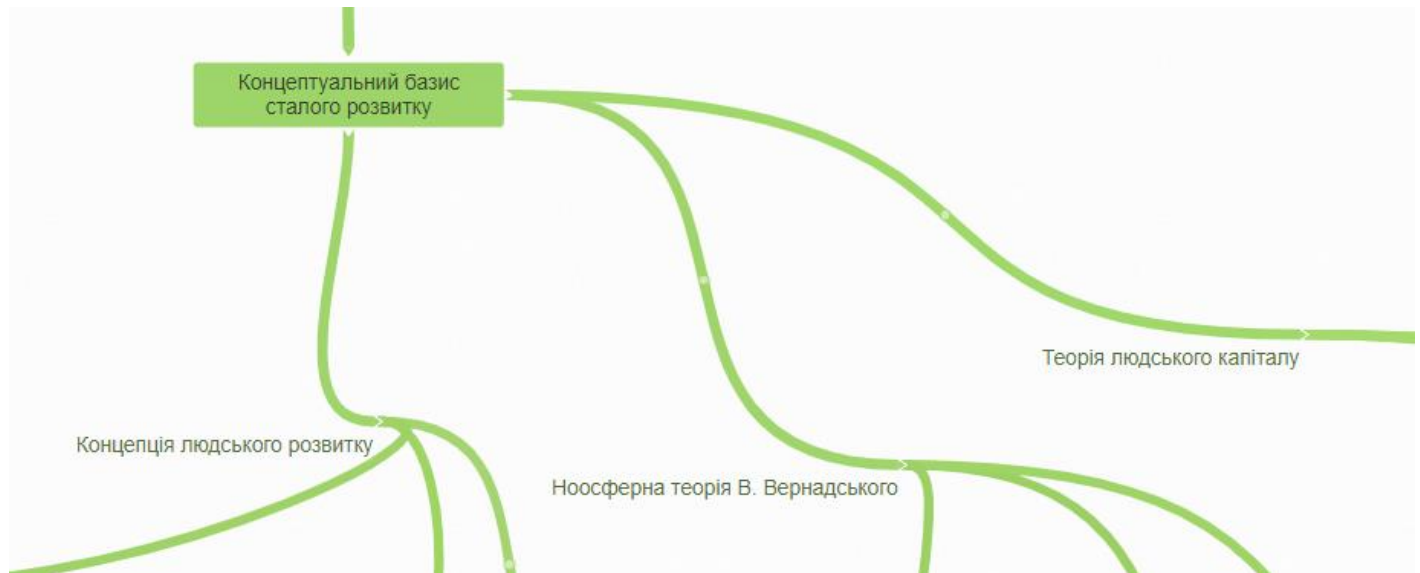 Концептуальний базис
сталого розвитку
Теорія людського капіталу
Концепція людського розвитку
Ноосферна теорія В. Вернадського